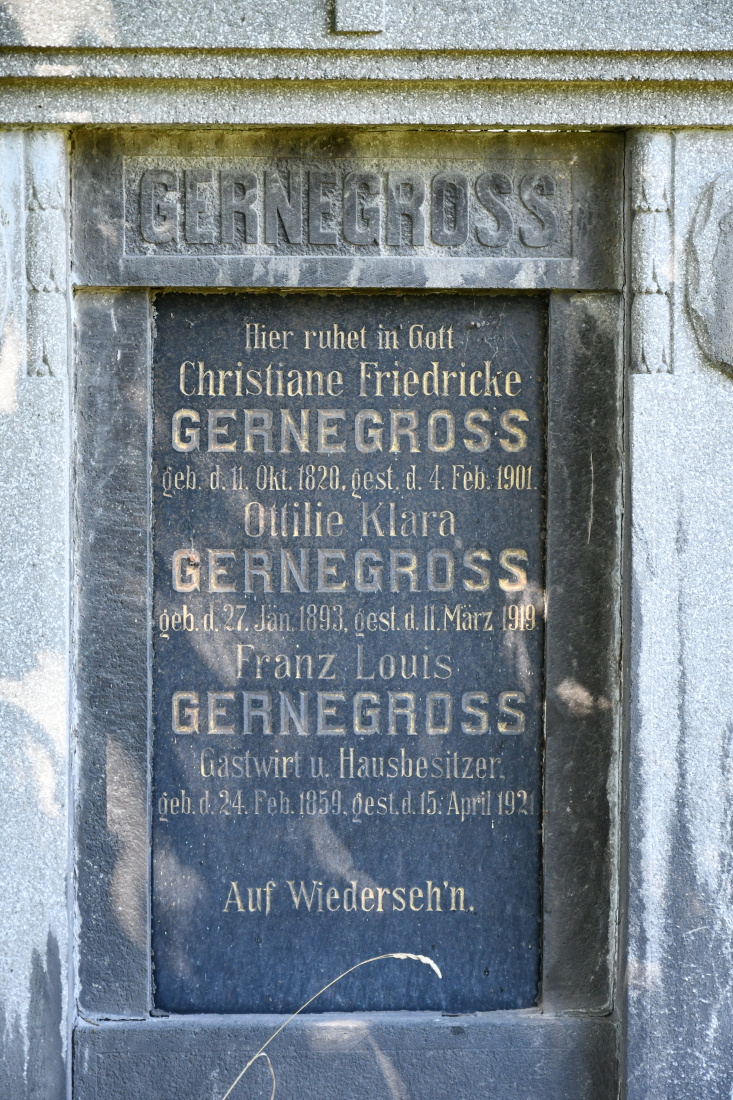 GERNEGROSS
Hier ruhet in Gott
Christiane Friedricke
GERNEGROSS
geb. d. 11. Okt. 1820, gest. d. 4. Feb. 1901.
Ottilie Klara
GERNEGROSS
geb. d. 27. Jan. 1893, gest. d. 11. März 1919
Franz Louis
GERNEGROSS
Gastwirt u. Hausbesitzer,
geb. d. 24. Feb. 1859, gest. d. 15. April 1921.
Auf Wiederseh'n.